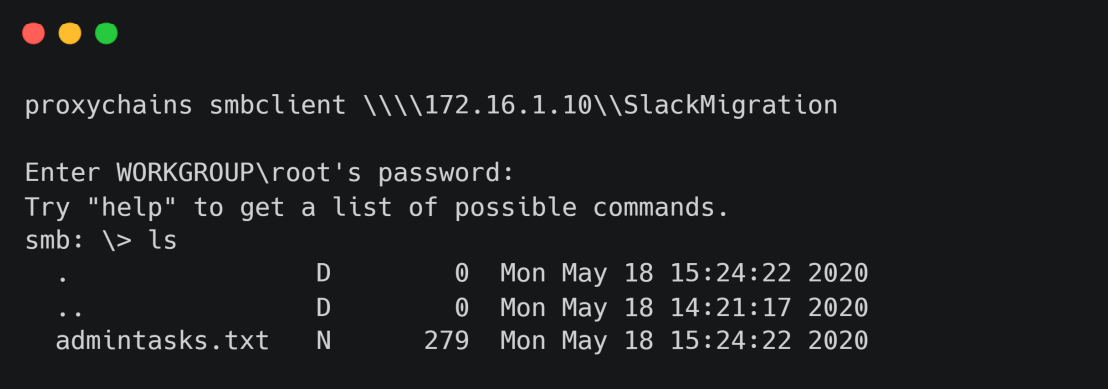 proxychains smbclient \\\\172.16.1.10\\SlackMigration
Enter WORKGROUP\root's password:
Try "help" to get a list of possible commands.
smb: \> ls
. D 0 Mon May 18 15:24:22 2020
.. D 0 Mon May 18 14:21:17 2020
admintasks.txt N 279 Mon May 18 15:24:22 2020